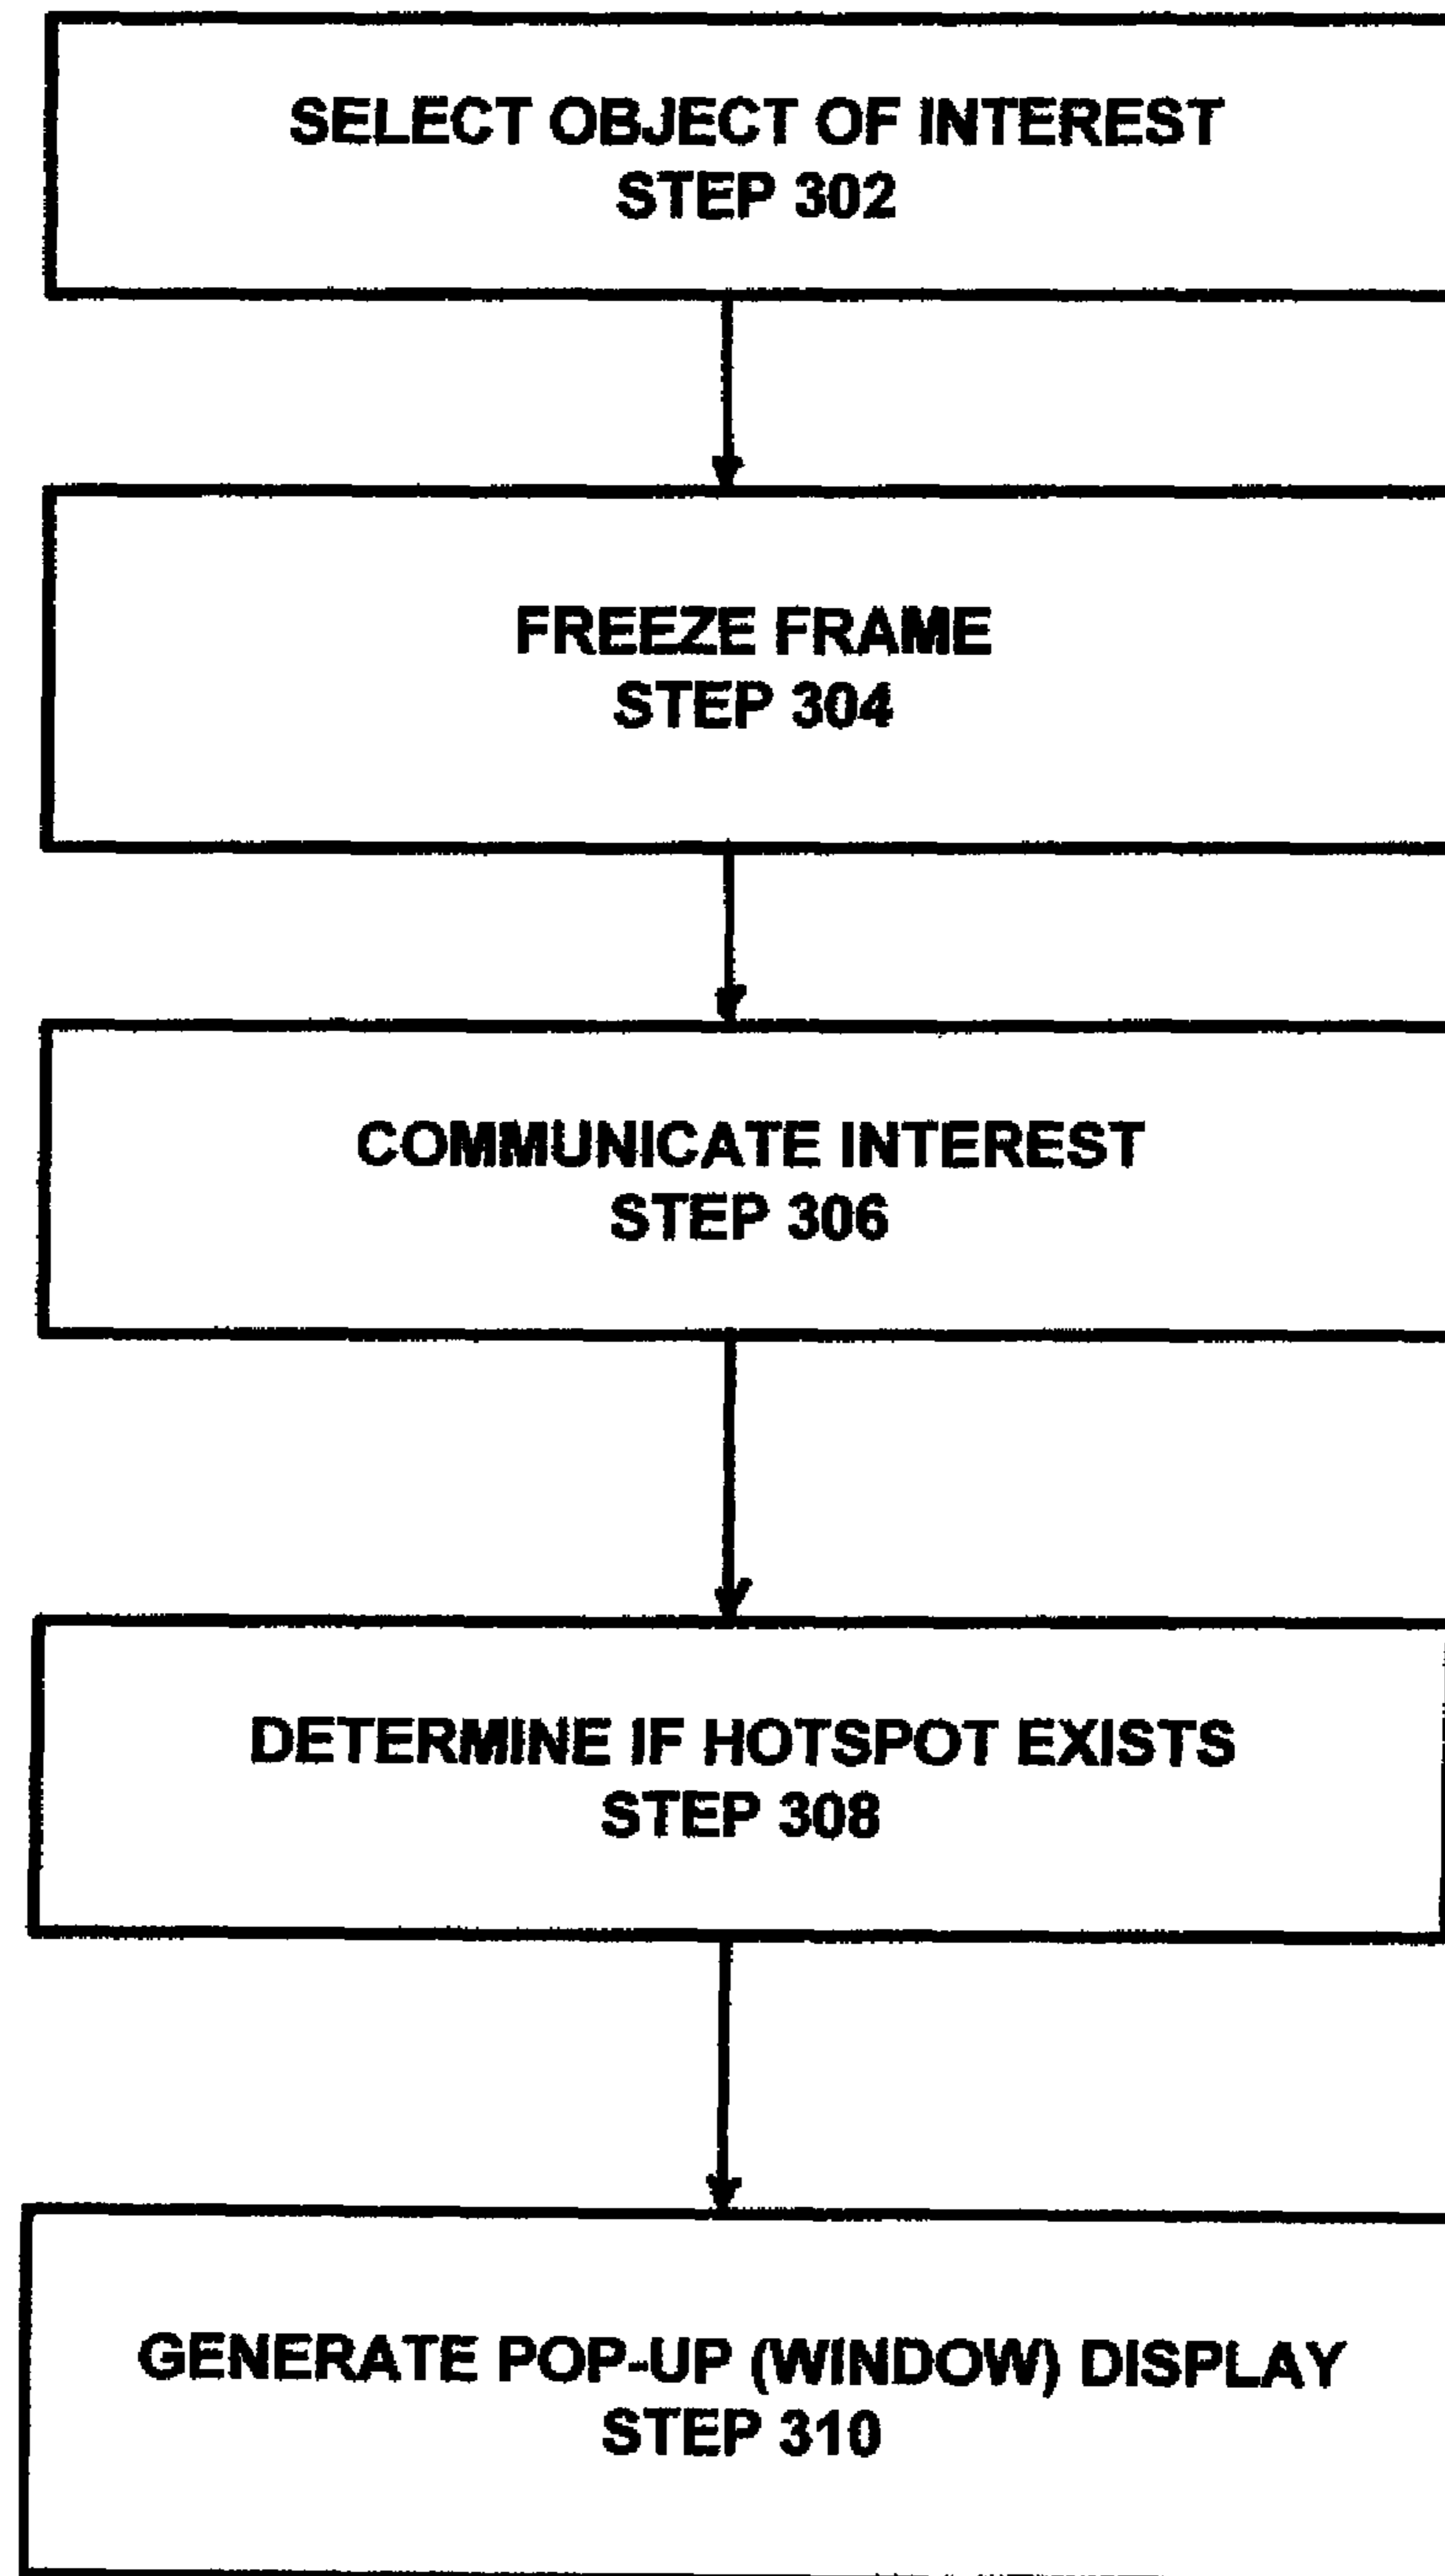 SELECT OBJECT OF INTEREST
STEP 302
FREEZE FRAME
STEP 304
COMMUNICATE INTEREST
STEP 306
DETERMINE IF HOTSPOT EXISTS
STEP 308
GENERATE POP-UP (WINDOW) DISPLAY
STEP 310